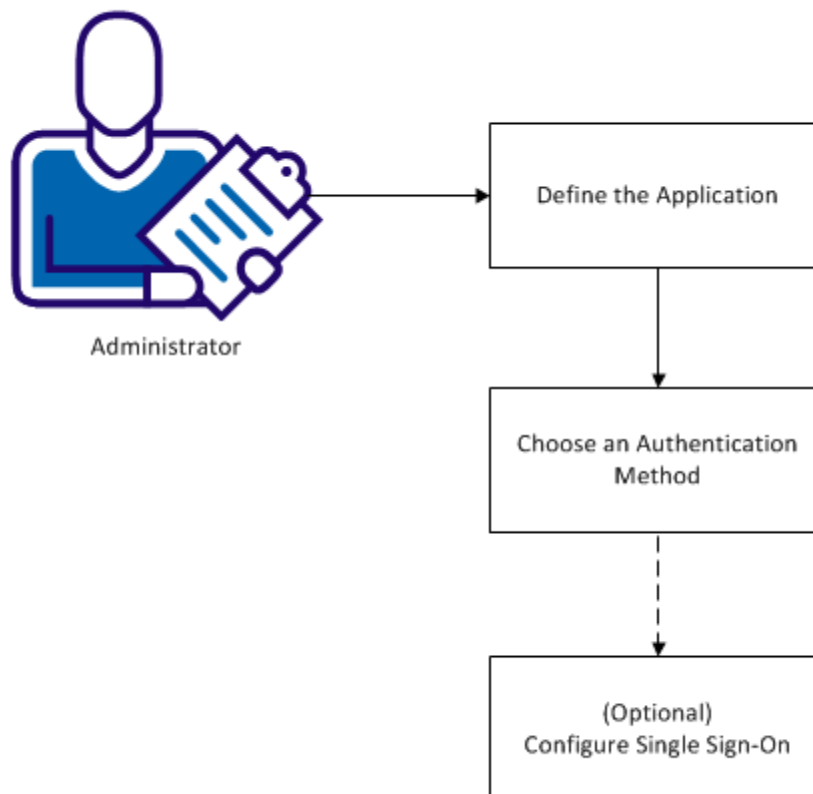 Define the Application
Administrator
Choose an Authentication
Method
(Optional)
Configure Single Sign-On